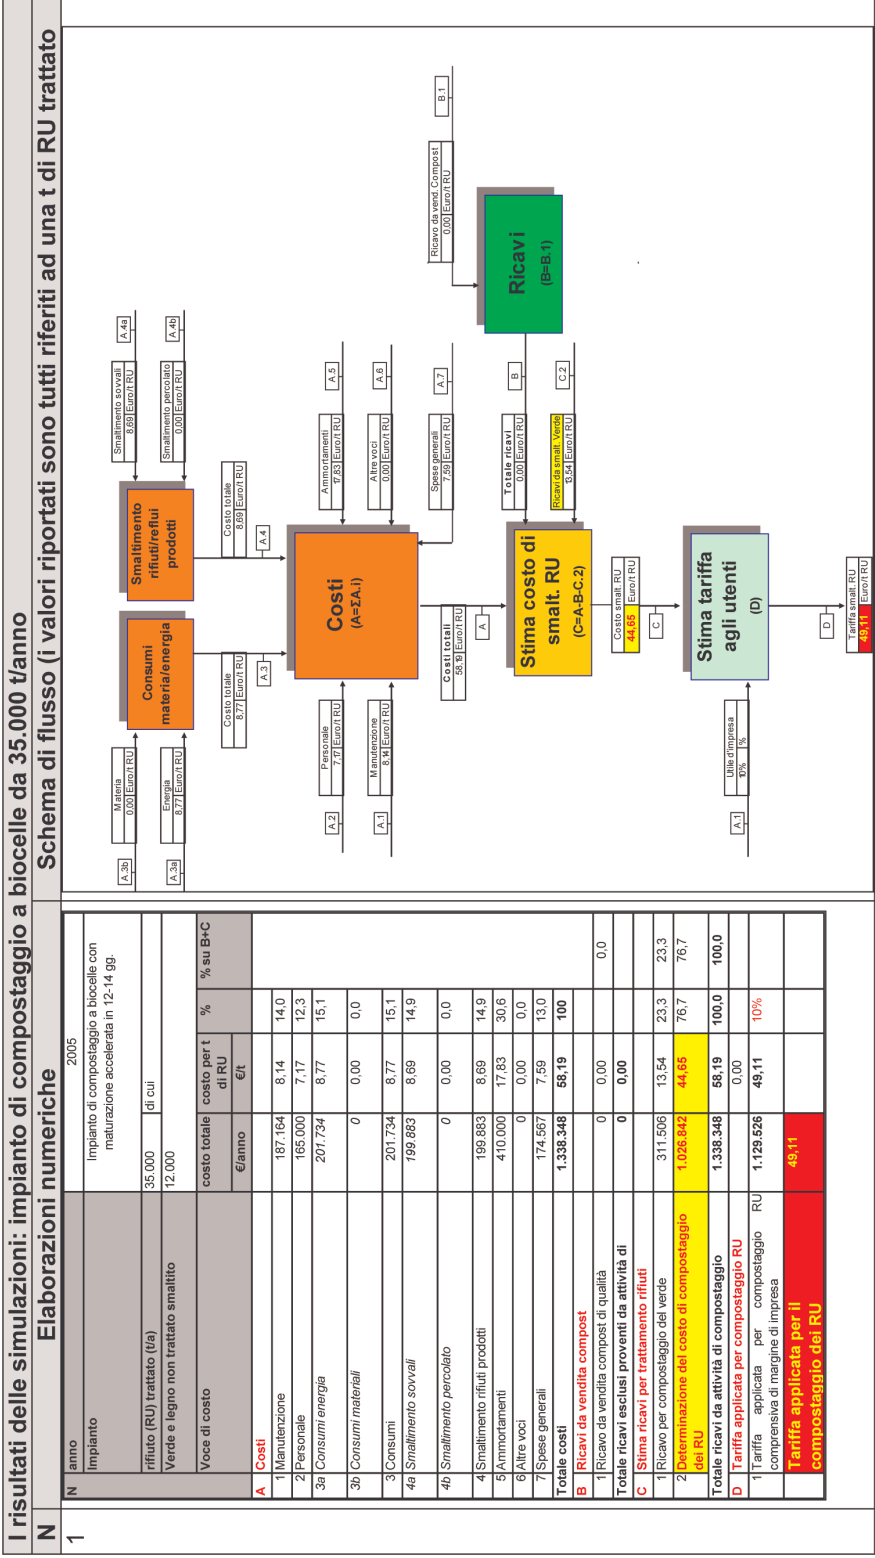 I risultati delle simulazioni: impianto di compostaggio a biocelle da 35.000 t/anno
N Elaborazioni numeriche Schema di flusso (i valori riportati sono tutti riferiti ad una t di RU trattato
1
N anno 2005
Impianto Impianto di compostaggio a biocelle con
maturazione accelerata in 12-14 gg.
rifiuto (RU) trattato (t/a) 35.000 di cui
Verde e legno non trattato smaltito 12.000
Voce di costo costo totale costo per t di RU % % su B+C
€/anno €/t
A Costi
1 Manutenzione 187.164 8,14 14,0
2 Personale 165.000 7,17 12,3
3a Consumi energia 201.734 8,77 15,1
3b Consumi materiali 0 0,00 0,0
3 Consumi 201.734 8,77 15,1
4a Smaltimento sovvalli 199.883 8,69 14,9
4b Smaltimento percolato 0 0,00 0,0
4 Smaltimento rifiuti prodotti 199.883 8,69 14,9
5 Ammortamenti 410.000 17,83 30,6
6 Altre voci 0 0,00 0,0
7 Spese generali 174.567 7,59 13,0
Totale costi 1.338.348 58,19 100
B Ricavi da vendita compost
1 Ricavo da vendita compost di qualità 0 0,00 0,0
Totale ricavi esclusi proventi da attività di 0 0,00
C Stima ricavi per trattamento rifiuti
1 Ricavo per compostaggio del verde 311.506 13,54 23,3 23,3
2 Determinazione del costo di compostaggio
dei RU 1.026.842 44,65 76,7 76,7
Totale ricavi da attività di compostaggio 1.338.348 58,19 100,0 100,0
D Tariffa applicata per compostaggio RU 0,00
1 Tariffa applicata per compostaggio RU
comprensiva di margine di impresa 1.129.526 49,11 10%
Tariffa applicata per il
compostaggio dei RU 49,11
A.3b
Materia
0,00 Euro/t RU
A.3a
Energia
8,77 Euro/t RU
Consumi
materia/energia
Smaltimento
rifiuti/reflui
prodotti
Smaltimento sovvalli
8,69 Euro/t RU
A.4a
Smaltimento percolato
0,00 Euro/t RU
A.4b
Costo totale
8,77 Euro/t RU
A.3
Costo totale
8,69 Euro/t RU
A.4
A.2
Personale
7,17 Euro/t RU
A.1
Manutenzione
8,14 Euro/t RU
Costi
(A=ΣA.i)
Ammortamenti
17,83 Euro/t RU
A.5
Altre voci
0,00 Euro/t RU
A.6
Spese generali
7,59 Euro/t RU
A.7
Ricavo da vend. Compost
0,00 Euro/t RU
B.1
Ricavi
(B=B.1)
Costi totali
58,19 Euro/t RU
A
Totale ricavi
0,00 Euro/t RU
B
Ricavi da smalt. Verde
13,54 Euro/t RU
C.2
Stima costo di
smalt. RU
(C=A-B-C.2)
Costo smalt. RU
44,65 Euro/t RU
C
A.1
Utile d'impresa
10% %
Stima tariffa
agli utenti
(D)
D
Tariffa smalt. RU
49,11 Euro/t RU